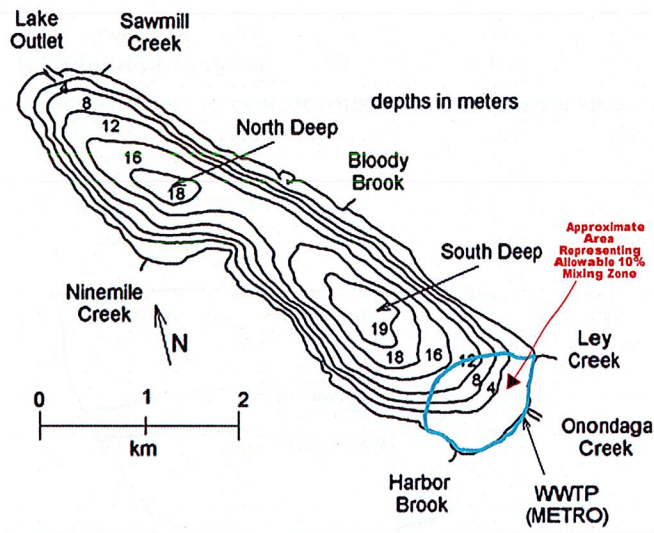 Lake
Outlet
Sawmill
Creek
4
8
12
16
18
North Deep
depths in meters
Bloody
Brook
Approximate
Area
Representing
Allowable 10%
Mixing Zone
South Deep
Ninemile
Creek
N
19
18
16
12
8
4
Ley
Creek
0
1
2
km
Onondaga
Creek
Harbor
Brook
WWTP
(METRO)